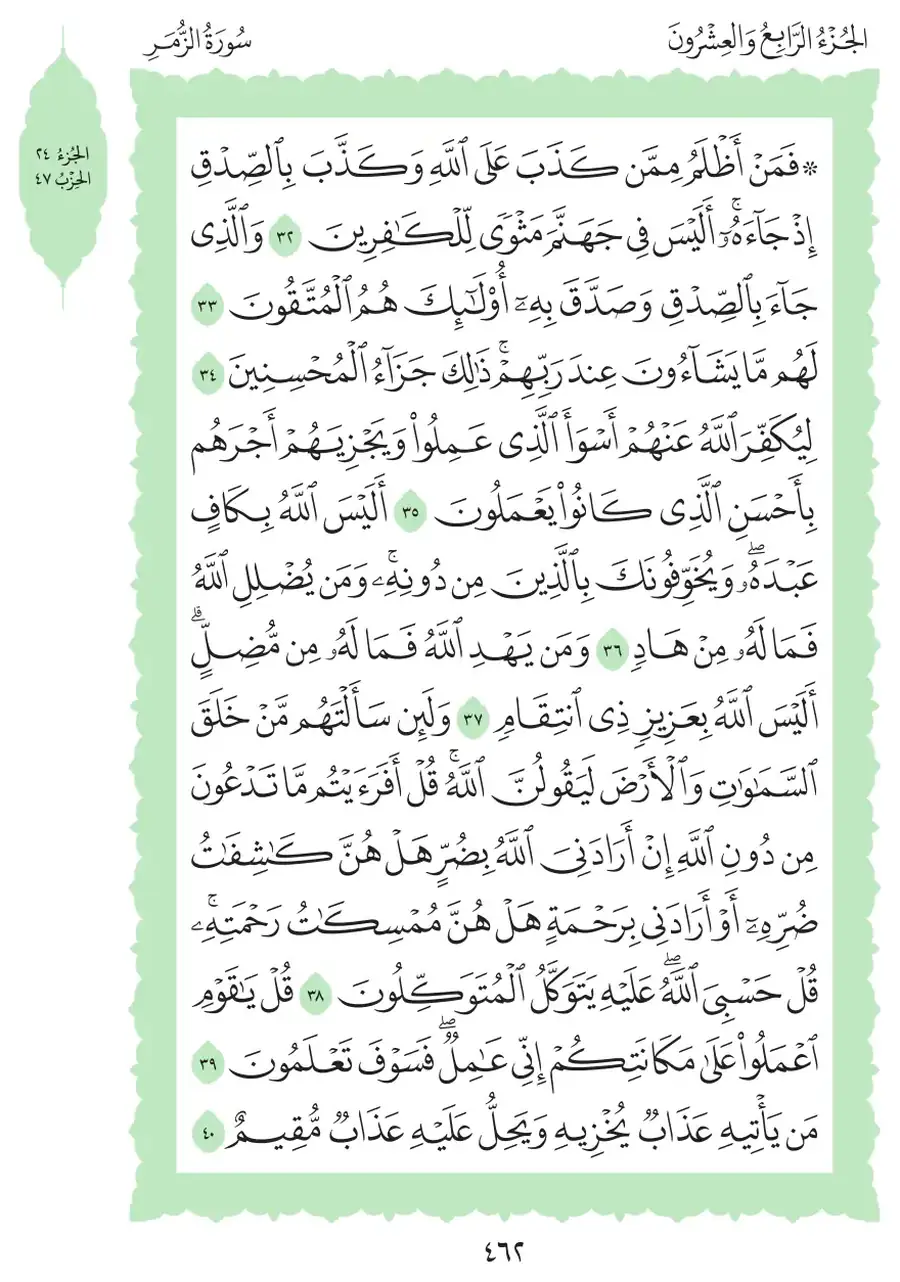 الجُزْءُ الرَّابِعُ وَالعِشْرُونَ
سُورَةُ الزُّمَرِ
الجُزءُ ٢٤
الحِزْبُ ٤٧
۞ فَمَنْ أَظْلَمُ مِمَّن كَذَبَ عَلَى ٱللَّهِ وَكَذَّبَ بِٱلصِّدْقِ
إِذْ جَآءَهُۥٓۚ أَلَيْسَ فِى جَهَنَّمَ مَثْوًى لِّلْكَٰفِرِينَ ٣٢ وَٱلَّذِى
جَآءَ بِٱلصِّدْقِ وَصَدَّقَ بِهِۦٓ أُو۟لَٰٓئِكَ هُمُ ٱلْمُتَّقُونَ ٣٣
لَهُم مَّا يَشَآءُونَ عِندَ رَبِّهِمْۚ ذَٰلِكَ جَزَآءُ ٱلْمُحْسِنِينَ ٣٤
لِيُكَفِّرَ ٱللَّهُ عَنْهُمْ أَسْوَأَ ٱلَّذِى عَمِلُوا۟ وَيَجْزِيَهُمْ أَجْرَهُم
بِأَحْسَنِ ٱلَّذِى كَانُوا۟ يَعْمَلُونَ ٣٥ أَلَيْسَ ٱللَّهُ بِكَافٍ
عَبْدَهُۥۖ وَيُخَوِّفُونَكَ بِٱلَّذِينَ مِن دُونِهِۦۚ وَمَن يُضْلِلِ ٱللَّهُ
فَمَا لَهُۥ مِنْ هَادٍ ٣٦ وَمَن يَهْدِ ٱللَّهُ فَمَا لَهُۥ مِن مُّضِلٍّۗ
أَلَيْسَ ٱللَّهُ بِعَزِيزٍ ذِى ٱنتِقَامٍ ٣٧ وَلَئِن سَأَلْتَهُم مَّنْ خَلَقَ
ٱلسَّمَٰوَٰتِ وَٱلْأَرْضَ لَيَقُولُنَّ ٱللَّهُۚ قُلْ أَفَرَءَيْتُم مَّا تَدْعُونَ
مِن دُونِ ٱللَّهِ إِنْ أَرَادَنِىَ ٱللَّهُ بِضُرٍّ هَلْ هُنَّ كَٰشِفَٰتُ
ضُرِّهِۦٓ أَوْ أَرَادَنِى بِرَحْمَةٍ هَلْ هُنَّ مُمْسِكَٰتُ رَحْمَتِهِۦۚ
قُلْ حَسْبِىَ ٱللَّهُۖ عَلَيْهِ يَتَوَكَّلُ ٱلْمُتَوَكِّلُونَ ٣٨ قُلْ يَٰقَوْمِ
ٱعْمَلُوا۟ عَلَىٰ مَكَانَتِكُمْ إِنِّى عَٰمِلٌۖ فَسَوْفَ تَعْلَمُونَ ٣٩
مَن يَأْتِيهِ عَذَابٌ يُخْزِيهِ وَيَحِلُّ عَلَيْهِ عَذَابٌ مُّقِيمٌ ٤٠
٤٦٢